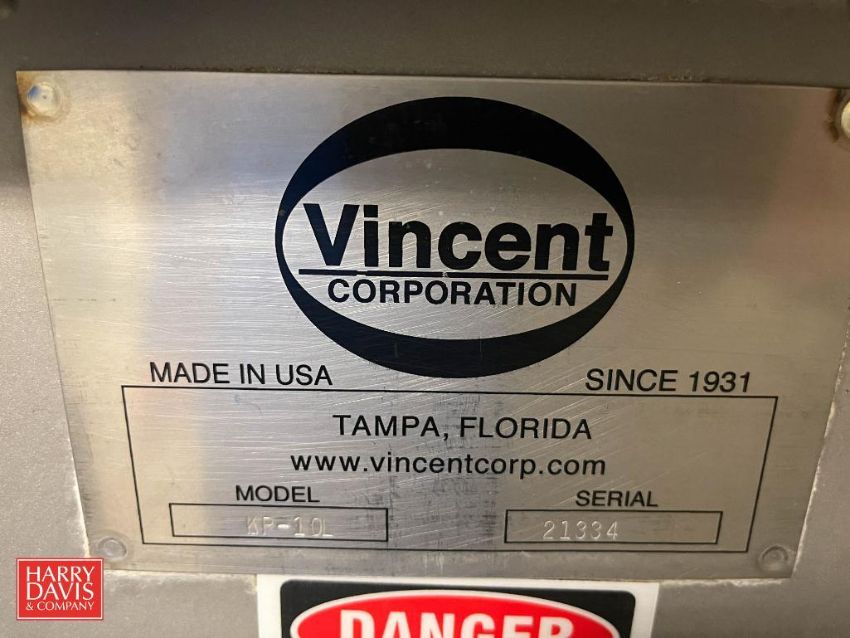 Vincent
CORPORATION
MADE IN USA
SINCE 1931
TAMPA, FLORIDA
www.vincentcorp.com
MODEL
SERIAL
KP-10L
21334
HARRY
DAVIS
& COMPANY
DANGER